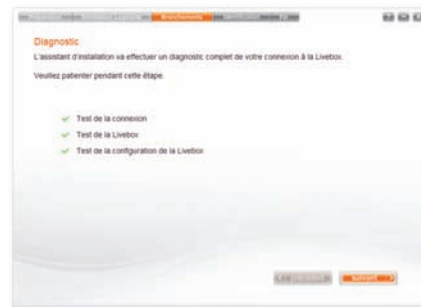 Branchements
Diagnostic
L'assistant d'installation va effectuer un diagnostic complet de votre connexion à la Livebox.
Veuillez patienter pendant cette étape.
Test de la connexion
Test de la Livebox
Test de la configuration de la Livebox
suivant